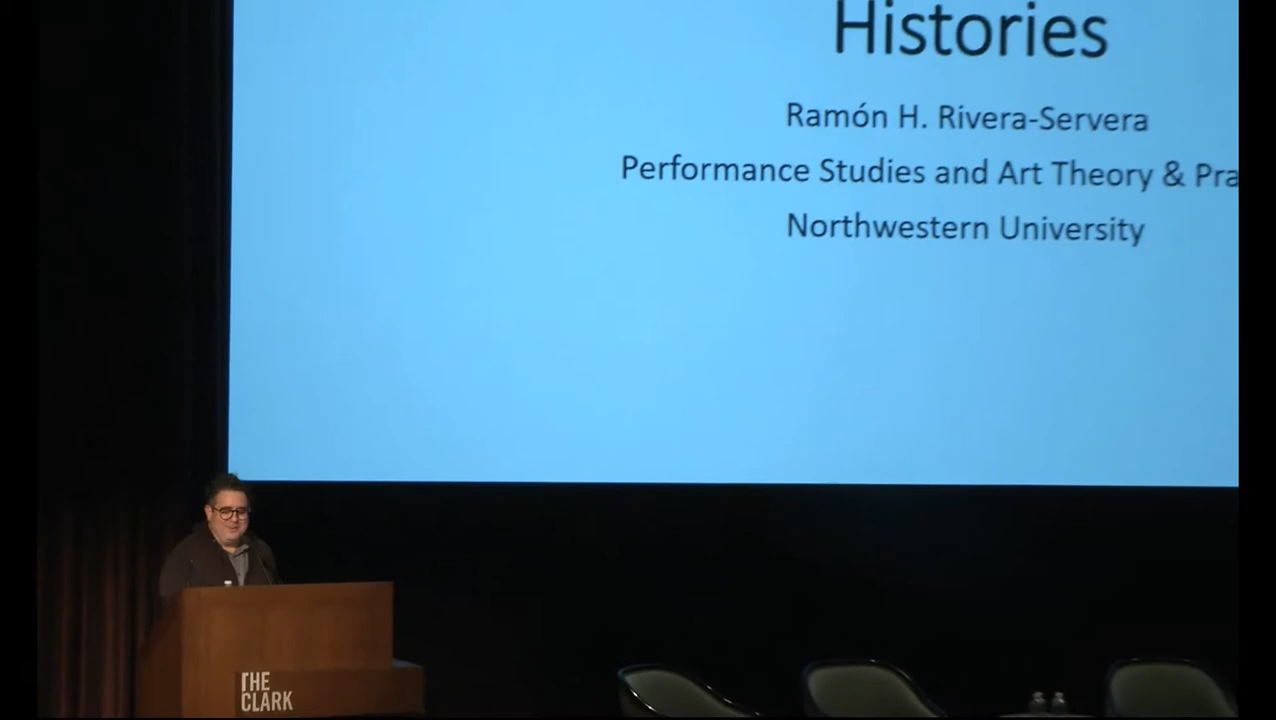 Histories
Ramón H. Rivera-Servera
Performance Studies and Art Theory & Pra
Northwestern University
THE
CLARK